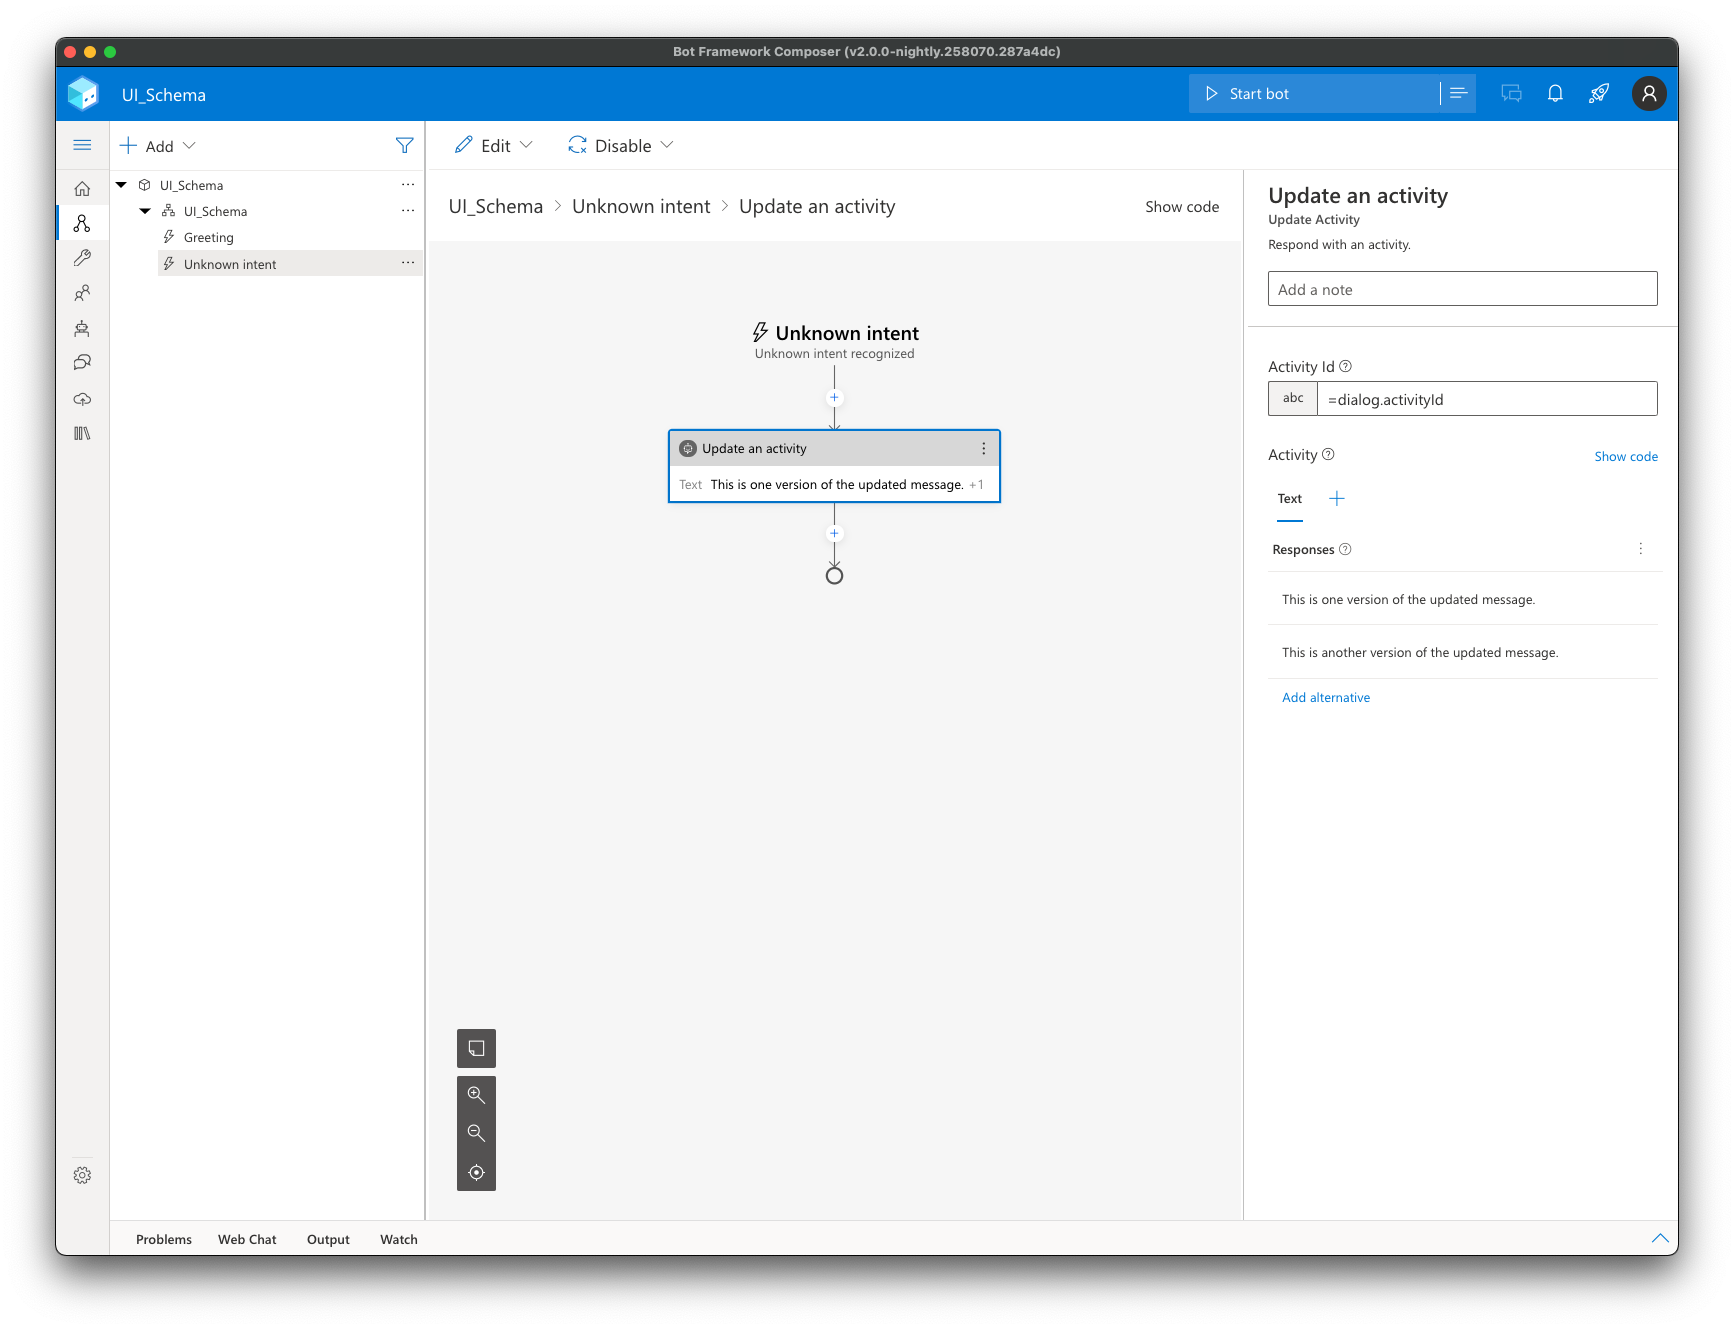 Bot Framework Composer (v2.0.0-nightly.258070.287a4dc)
UI_Schema
Start bot
Add
Edit
Disable
UI_Schema
UI_Schema
Greeting
Unknown intent
UI_Schema > Unknown intent > Update an activity
Show code
Unknown intent
Unknown intent recognized
Update an activity
Text This is one version of the updated message. +1
Update an activity
Update Activity
Respond with an activity.
Add a note
Activity Id
abc =dialog.activityId
Activity
Show code
Text
Responses
This is one version of the updated message.
This is another version of the updated message.
Add alternative
Problems Web Chat Output Watch